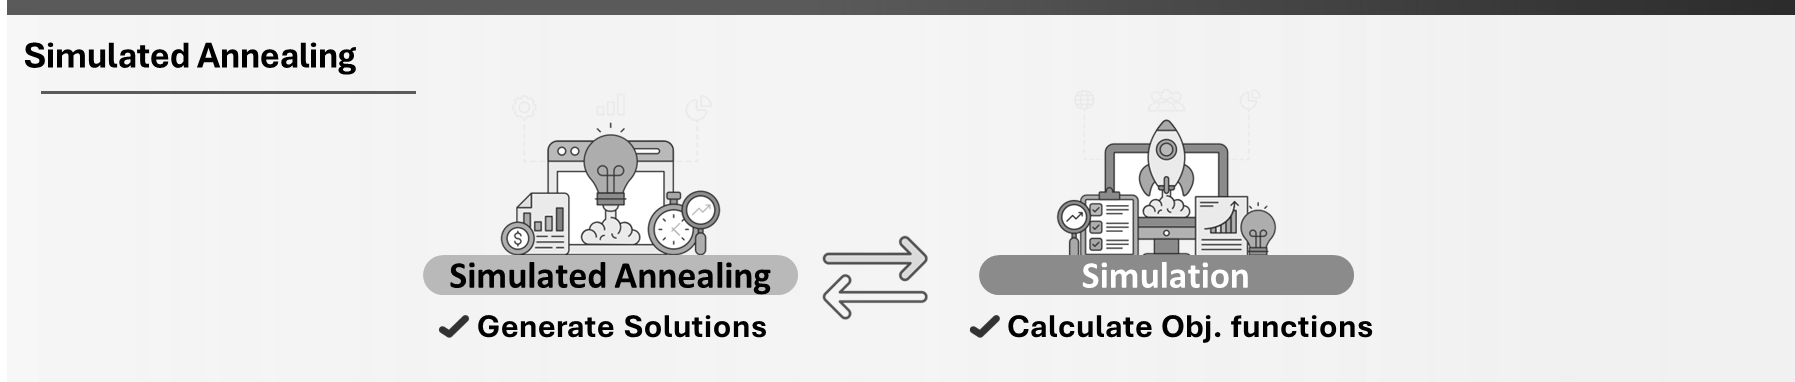 Simulated Annealing
$
Simulated Annealing
Simulation
Generate Solutions
Calculate Obj. functions